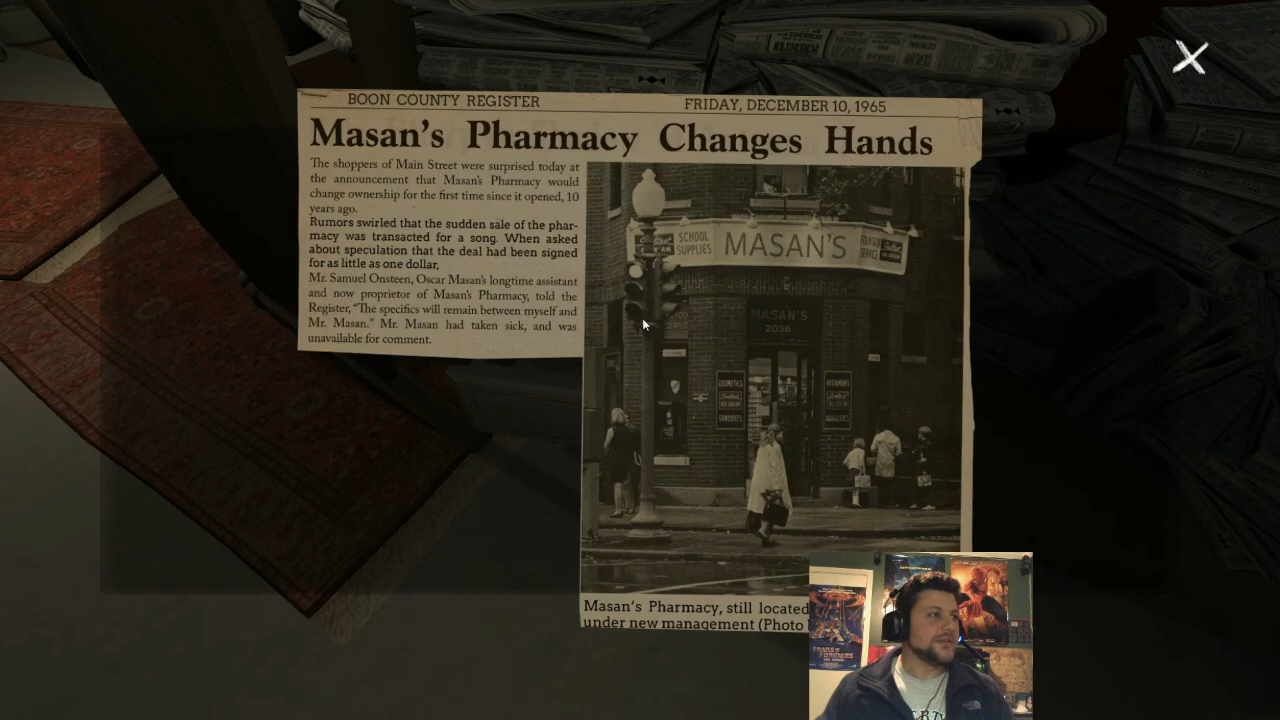 BOON COUNTY REGISTER
FRIDAY, DECEMBER 10, 1965
Masan's Pharmacy Changes Hands
The shoppers of Main Street were surprised today at
the announcement that Masan's Pharmacy would
change ownership for the first time since it opened, 10
years ago.
Rumors swirled that the sudden sale of the phar-
macy was transacted for a song. When asked
about speculation that the deal had been signed
for as little as one dollar,
Mr. Samuel Onsteen, Oscar Masan's longtime assistant
and now proprietor of Masan's Pharmacy, told the
Register, "The specifics will remain between myself and
Mr. Masan." Mr. Masan had taken sick, and was
unavailable for comment.
SCHOOL
SUPPLIES
MASAN'S
FOUNTAIN
SERVICE
MASAN'S
2036
COSMETICS
SUNDRIES
VITAMINS
Masan's Pharmacy, still located
under new management (Photo
TRANSFORMERS